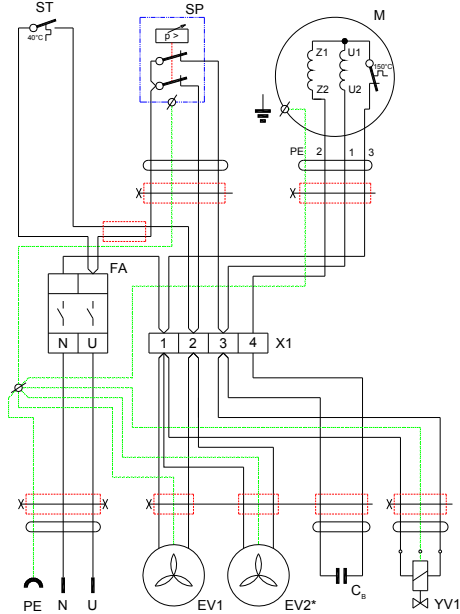 ST
SP
M
40°C
p >
Z1
U1
150°C
Z2
U2
PE
2
1
3
FA
N
U
1
2
3
4
X1
PE
N
U
EV1
EV2*
CB
YV1